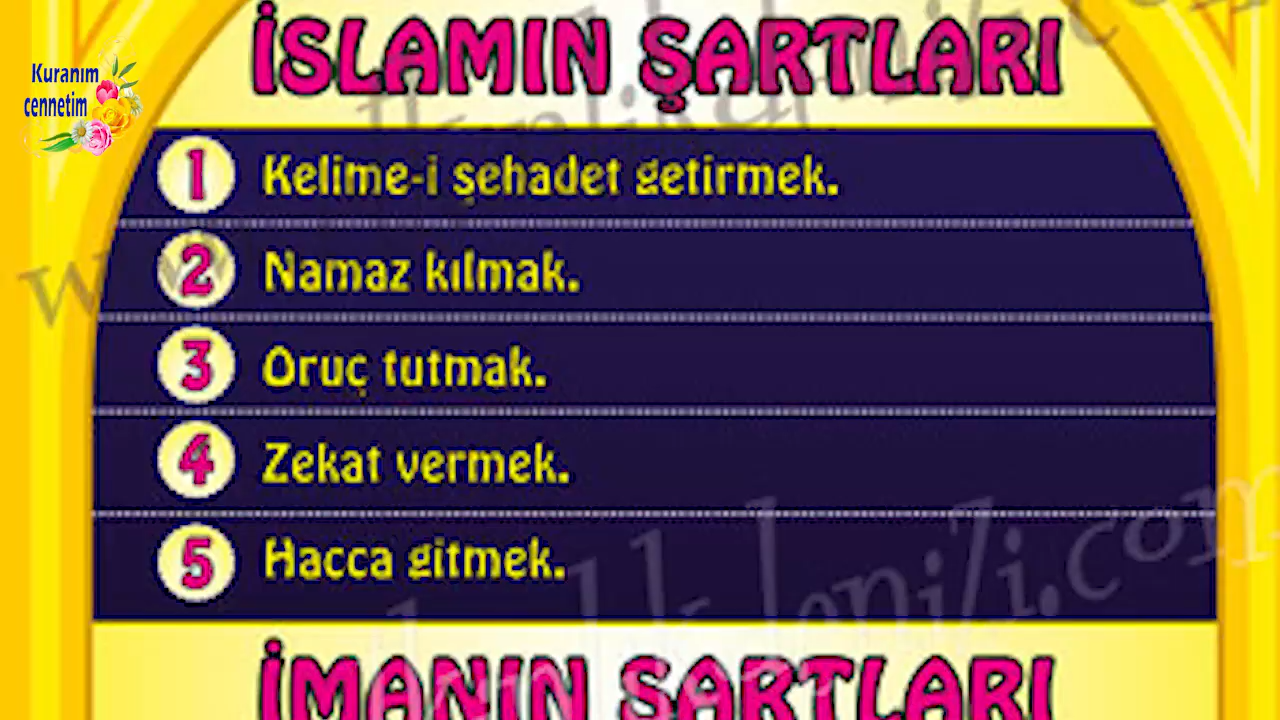 İSLAMIN ŞARTLARI
Kuranım
cennetim
1 Kelime-i şehadet getirmek.
2 Namaz kılmak.
3 Oruç tutmak.
4 Zekat vermek.
5 Hacca gitmek.
İMANIN ŞARTLARI